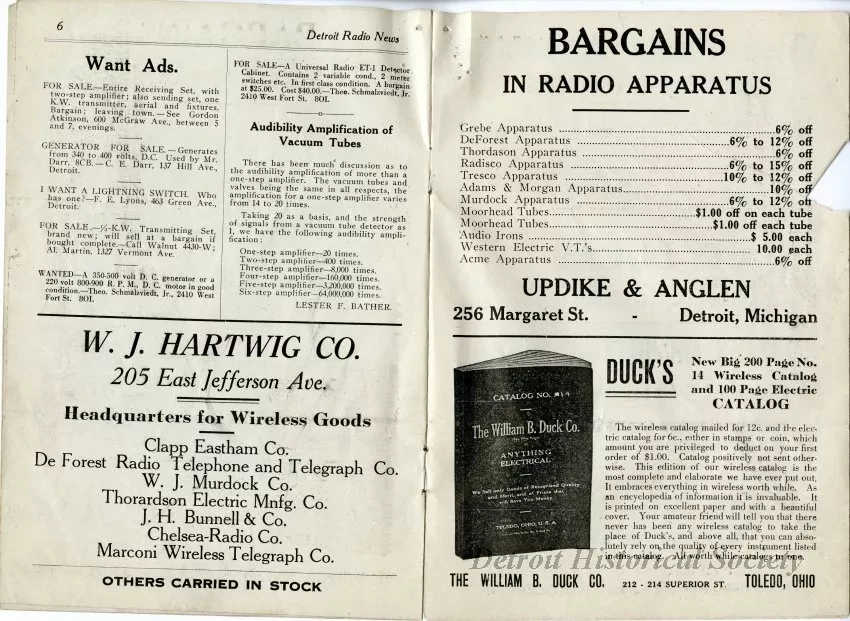 6
Detroit Radio News
Want Ads.
FOR SALE.—Entire Receiving Set, with
two-step amplifier; also sending set, one
K.W. transmitter, aerial and fixtures.
Bargain; leaving town.—See Gordon
Atkinson, 600 McGraw Ave., between 5
and 7, evenings.
GENERATOR FOR SALE.—Generates
from 340 to 400 volts, D.C. Used by Mr.
Darr, 8CB.—C. E. Darr, 137 Hill Ave.,
Detroit.
I WANT A LIGHTNING SWITCH. Who
has one?—F. E. Lyons, 463 Green Ave.,
Detroit.
FOR SALE.—½-K.W. Transmitting Set,
brand new; will sell at a bargain if
bought complete.—Call Walnut 4430-W;
Al. Martin, 1327 Vermont Ave.
WANTED—A 350-500 volt D. C. generator or a
220 volt 800-900 R. P. M., D. C. motor in good
condition.—Theo. Schmalzviedt, Jr., 2410 West
Fort St. 8OL
FOR SALE—A Universal Radio ET-1 Detector
Cabinet. Contains 2 variable cond., 2 meter
switches etc. In first class condition. A bargain
at $25.00. Cost $40.00—Theo. Schmalzviedt, Jr.
2410 West Fort St. 8OL
Audibility Amplification of
Vacuum Tubes
There has been much discussion as to
the audibility amplification of more than a
one-step amplifier. The vacuum tubes and
valves being the same in all respects, the
amplification for a one-step amplifier varies
from 14 to 20 times.
Taking 20 as a basis, and the strength
of signals from a vacuum tube detector as
1, we have the following audibility ampli-
fication:
One-step amplifier—20 times.
Two-step amplifier—400 times.
Three-step amplifier—8,000 times.
Four-step amplifier—160,000 times.
Five-step amplifier—3,200,000 times.
Six-step amplifier—64,000,000 times.
LESTER F. BATHER.
W. J. HARTWIG CO.
205 East Jefferson Ave.
Headquarters for Wireless Goods
Clapp Eastham Co.
De Forest Radio Telephone and Telegraph Co.
W. J. Murdock Co.
Thorardson Electric Mnfg. Co.
J. H. Bunnell & Co.
Chelsea-Radio Co.
Marconi Wireless Telegraph Co.
OTHERS CARRIED IN STOCK
BARGAINS
IN RADIO APPARATUS
Grebe Apparatus ........ 6% off
DeForest Apparatus ........ 6% to 12% off
Thordason Apparatus ........ 6% off
Radisco Apparatus ........ 6% to 15% off
Tresco Apparatus ........ 10% to 12% off
Adams & Morgan Apparatus ........ 10% off
Murdock Apparatus ........ 6% to 12% off
Moorhead Tubes ........ $1.00 off on each tube
Moorhead Tubes ........ $1.00 off each tube
Audio Irons ........ $ 5.00 each
Western Electric V.T.'s ........ 10.00 each
Acme Apparatus ........ 6% off
UPDIKE & ANGLEN
256 Margaret St. - Detroit, Michigan
CATALOG NO. #14
The William B. Duck Co.
ANYTHING
ELECTRICAL
We Sell only Goods of Recognized Quality
and Merit, and at Prices that
will Save You Money
TOLEDO, OHIO, U. S. A.
DUCK'S
New Big 200 Page No.
14 Wireless Catalog
and 100 Page Electric
CATALOG
The wireless catalog mailed for 12c. and the elec-
tric catalog for 6c., either in stamps or coin, which
amount you are privileged to deduct on your first
order of $1.00. Catalog positively not sent other-
wise. This edition of our wireless catalog is the
most complete and elaborate we have ever put out.
It embraces everything in wireless worth while. As
an encyclopedia of information it is invaluable. It
is printed on excellent paper and with a beautiful
cover. Your amateur friend will tell you that there
never has been any wireless catalog to take the
place of Duck's, and above all, that you can abso-
lutely rely on the quality of every instrument listed
in this catalog. All worth while catalogs in one.
Detroit Historical Society
THE WILLIAM B. DUCK CO. 212 - 214 SUPERIOR ST. TOLEDO, OHIO